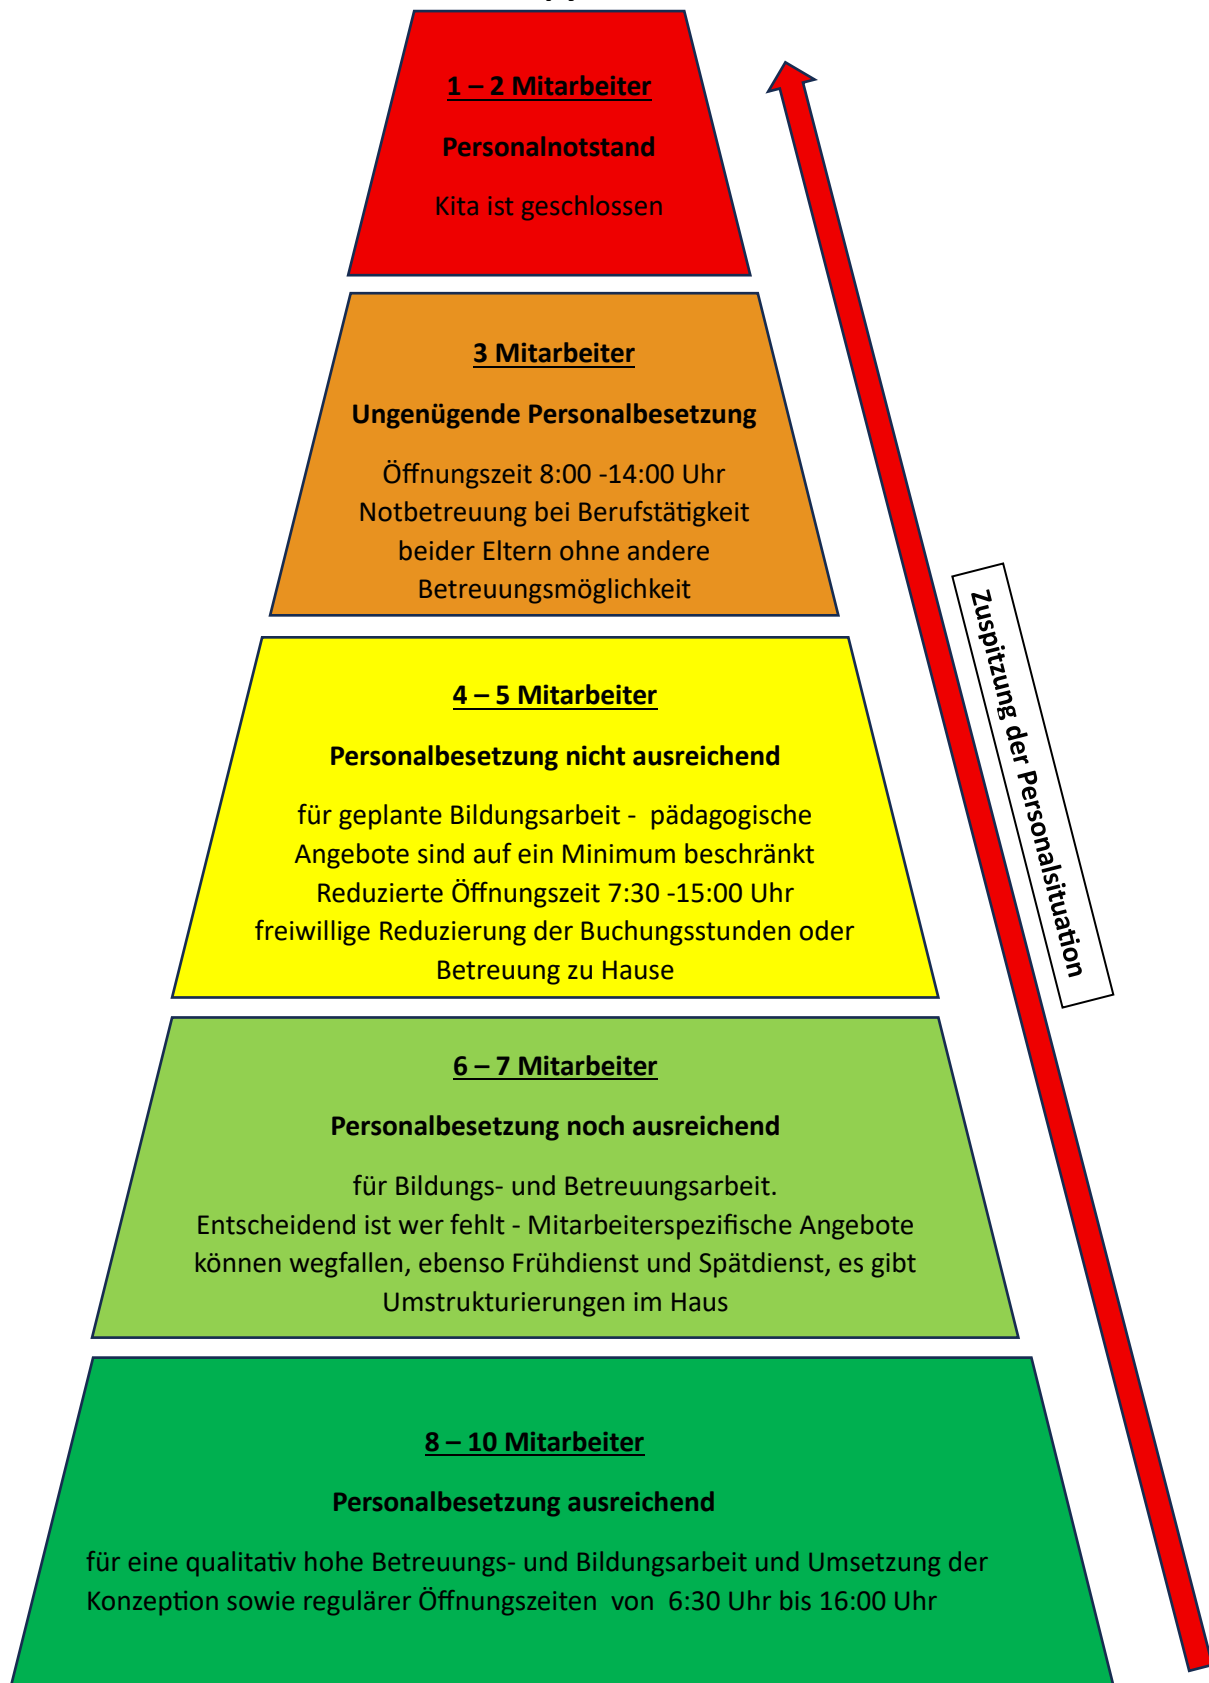 1 – 2 Mitarbeiter
Personalnotstand
Kita ist geschlossen
3 Mitarbeiter
Ungenügende Personalbesetzung
Öffnungszeit 8:00 -14:00 Uhr
Notbetreuung bei Berufstätigkeit
beider Eltern ohne andere
Betreuungsmöglichkeit
4 – 5 Mitarbeiter
Personalbesetzung nicht ausreichend
für geplante Bildungsarbeit -  pädagogische
Angebote sind auf ein Minimum beschränkt
Reduzierte Öffnungszeit 7:30 -15:00 Uhr
freiwillige Reduzierung der Buchungsstunden oder
Betreuung zu Hause
Zuspitzung der Personalsituation
6 – 7 Mitarbeiter
Personalbesetzung noch ausreichend
für Bildungs- und Betreuungsarbeit.
Entscheidend ist wer fehlt - Mitarbeiterspezifische Angebote
können wegfallen, ebenso Frühdienst und Spätdienst, es gibt
Umstrukturierungen im Haus
8 – 10 Mitarbeiter
Personalbesetzung ausreichend
für eine qualitativ hohe Betreuungs- und Bildungsarbeit und Umsetzung der
Konzeption sowie regulärer Öffnungszeiten  von  6:30 Uhr bis 16:00 Uhr